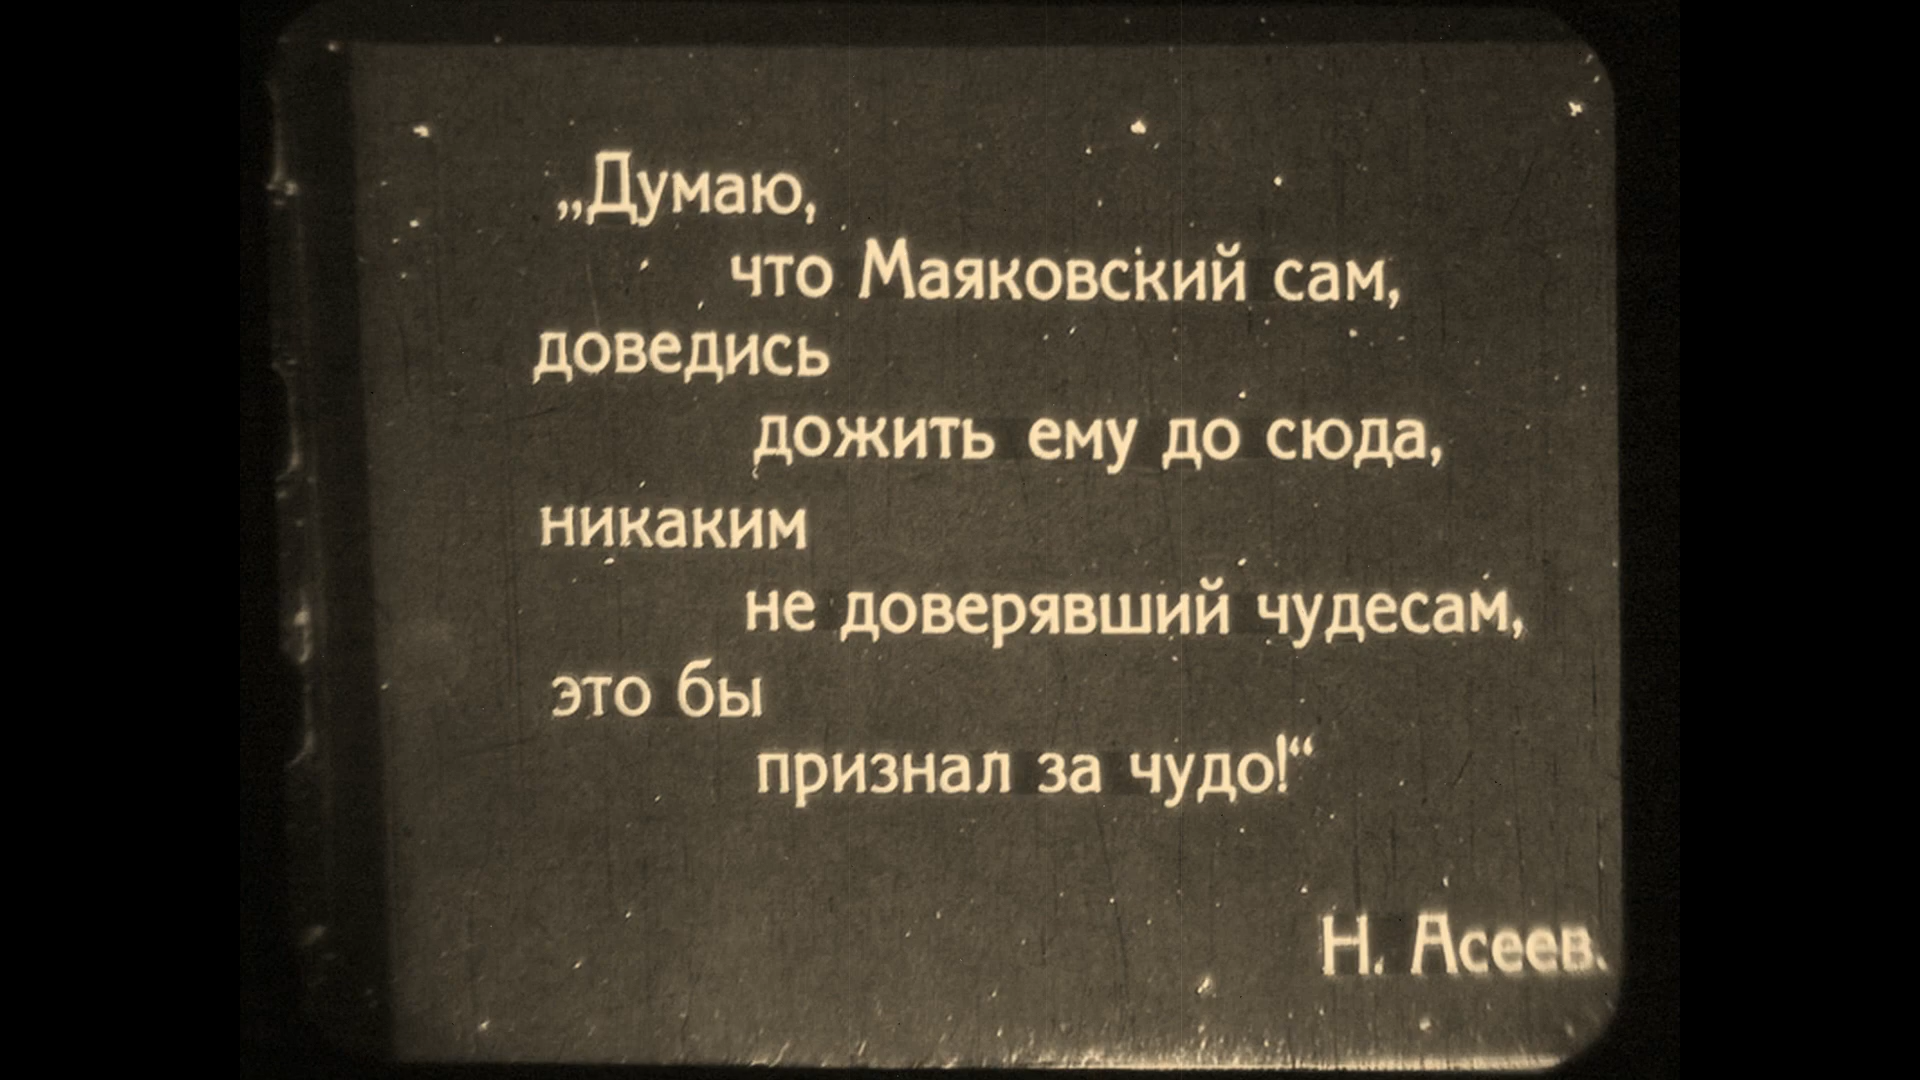 „Думаю,
что Маяковский сам,
доведись
дожить ему до сюда,
никаким
не доверявший чудесам,
это бы
признал за чудо!“
Н. Асеев.